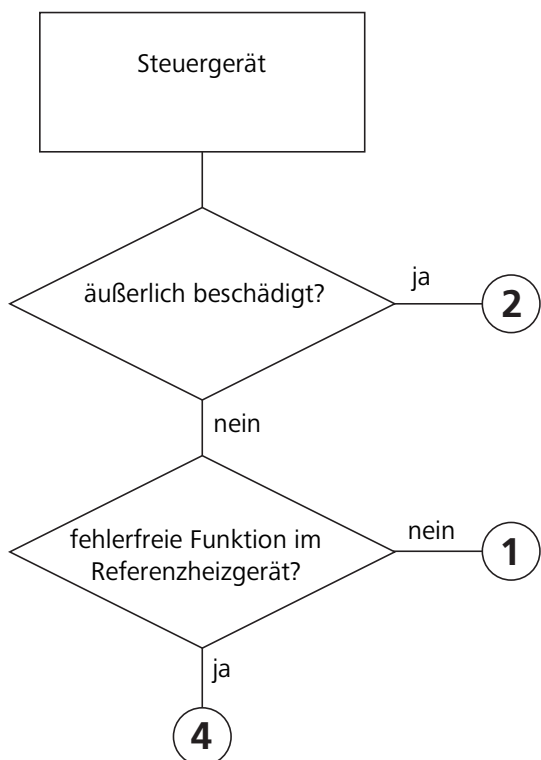 Steuergerät
äußerlich beschädigt?
ja
2
nein
fehlerfreie Funktion im
Referenzheizgerät?
nein
1
ja
4